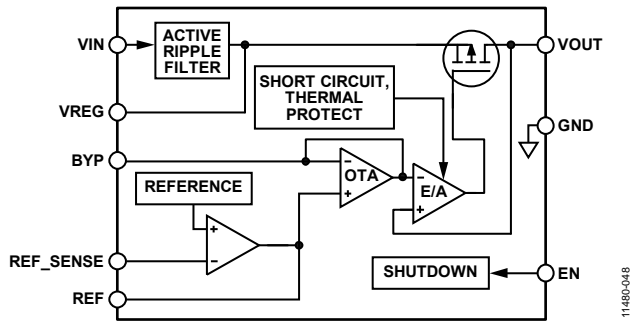 VIN
ACTIVE
RIPPLE
FILTER
VOUT
VREG
SHORT CIRCUIT,
THERMAL
PROTECT
GND
BYP
REFERENCE
–
OTA
+
–
E/A
+
+
–
REF_SENSE
REF
SHUTDOWN
EN
11480-048